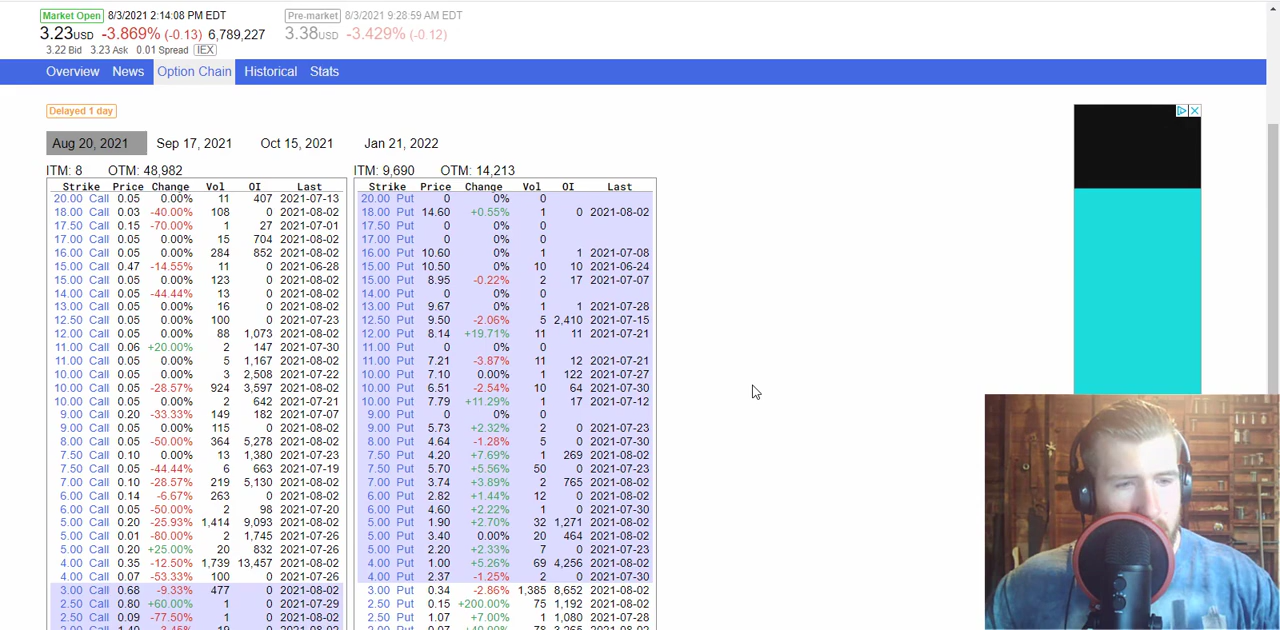 Market Open 8/3/2021 2:14:08 PM EDT Pre-market 8/3/2021 9:28:59 AM EDT
3.23USD -3.869% (-0.13) 6,789,227 3.38USD -3.429% (-0.12)
3.22 Bid 3.23 Ask 0.01 Spread IEX
Overview News Option Chain Historical Stats
Delayed 1 day
Aug 20, 2021 Sep 17, 2021 Oct 15, 2021 Jan 21, 2022
ITM: 8 OTM: 48,982 ITM: 9,690 OTM: 14,213
Strike Price Change Vol OI Last Strike Price Change Vol OI Last
20.00 Call 0.05 0.00% 11 407 2021-07-13 20.00 Put 0 0% 0
18.00 Call 0.03 -40.00% 108 0 2021-08-02 18.00 Put 14.60 +0.55% 1 0 2021-08-02
17.50 Call 0.15 -70.00% 1 27 2021-07-01 17.50 Put 0 0% 0
17.00 Call 0.05 0.00% 15 704 2021-08-02 17.00 Put 0 0% 0
16.00 Call 0.05 0.00% 284 852 2021-08-02 16.00 Put 10.60 0% 1 1 2021-07-08
15.00 Call 0.47 -14.55% 11 0 2021-06-28 15.00 Put 10.50 0% 10 10 2021-06-24
15.00 Call 0.05 0.00% 123 0 2021-08-02 15.00 Put 8.95 -0.22% 2 17 2021-07-07
14.00 Call 0.05 -44.44% 13 0 2021-08-02 14.00 Put 0 0% 0
13.00 Call 0.05 0.00% 16 0 2021-08-02 13.00 Put 9.67 0% 1 1 2021-07-28
12.50 Call 0.05 0.00% 100 0 2021-07-23 12.50 Put 9.50 -2.06% 5 2,410 2021-07-15
12.00 Call 0.05 0.00% 88 1,073 2021-08-02 12.00 Put 8.14 +19.71% 11 11 2021-07-21
11.00 Call 0.06 +20.00% 2 147 2021-07-30 11.00 Put 0 0% 0
11.00 Call 0.05 0.00% 5 1,167 2021-08-02 11.00 Put 7.21 -3.87% 11 12 2021-07-21
10.00 Call 0.05 0.00% 3 2,508 2021-07-22 10.00 Put 7.10 0.00% 1 122 2021-07-27
10.00 Call 0.05 -28.57% 924 3,597 2021-08-02 10.00 Put 6.51 -2.54% 10 64 2021-07-30
10.00 Call 0.05 0.00% 2 642 2021-07-21 10.00 Put 7.79 +11.29% 1 17 2021-07-12
9.00 Call 0.20 -33.33% 149 182 2021-07-07 9.00 Put 0 0% 0
9.00 Call 0.05 0.00% 115 0 2021-08-02 9.00 Put 5.73 +2.32% 2 0 2021-07-23
8.00 Call 0.05 -50.00% 364 5,278 2021-08-02 8.00 Put 4.64 -1.28% 5 0 2021-07-30
7.50 Call 0.10 0.00% 13 1,380 2021-07-23 7.50 Put 4.20 +7.69% 1 269 2021-08-02
7.50 Call 0.05 -44.44% 6 663 2021-07-19 7.50 Put 5.70 +5.56% 50 0 2021-07-23
7.00 Call 0.10 -28.57% 219 5,130 2021-08-02 7.00 Put 3.74 +3.89% 2 765 2021-08-02
6.00 Call 0.14 -6.67% 263 0 2021-08-02 6.00 Put 2.82 +1.44% 12 0 2021-08-02
6.00 Call 0.05 -50.00% 2 98 2021-07-20 6.00 Put 4.60 +2.22% 1 0 2021-07-23
5.00 Call 0.20 -25.93% 1,414 9,093 2021-08-02 5.00 Put 1.90 +2.70% 32 1,271 2021-08-02
5.00 Call 0.01 -80.00% 2 1,745 2021-07-26 5.00 Put 3.40 0.00% 20 464 2021-08-02
5.00 Call 0.20 +25.00% 20 832 2021-07-23 5.00 Put 2.20 +2.33% 7 0 2021-07-23
4.00 Call 0.35 -12.50% 1,739 13,457 2021-08-02 4.00 Put 1.00 +5.26% 69 4,256 2021-08-02
4.00 Call 0.07 -53.33% 100 0 2021-07-26 4.00 Put 2.37 -1.25% 2 0 2021-07-30
3.00 Call 0.68 -9.33% 477 0 2021-08-02 3.00 Put 0.34 -2.86% 1,385 8,652 2021-08-02
2.50 Call 0.80 +60.00% 1 0 2021-07-29 2.50 Put 0.15 +200.00% 75 1,192 2021-08-02
2.50 Call 0.09 -77.50% 1 0 2021-08-02 2.50 Put 1.07 +7.00% 1 1,080 2021-07-28